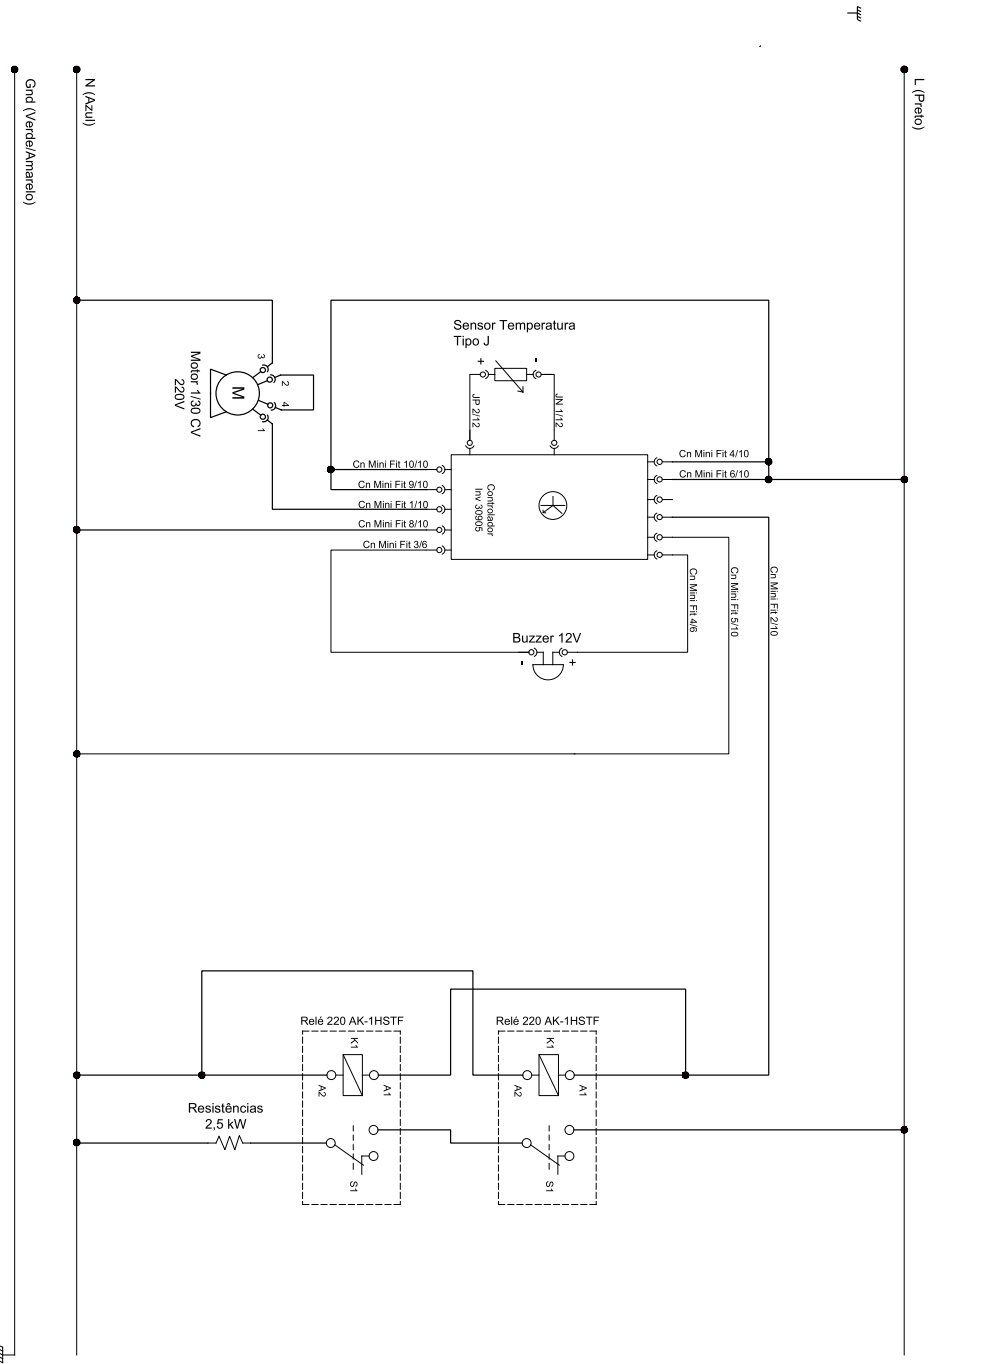 Gnd (Verde/Amarelo)
N (Azul)
L (Preto)
Sensor Temperatura
Tipo J
+
-
JP 2/12
JN 1/12
3
2
4
1
M
Motor 1/30 CV
220V
Cn Mini Fit 10/10
Cn Mini Fit 9/10
Cn Mini Fit 1/10
Cn Mini Fit 8/10
Cn Mini Fit 3/6
Controlador
Inv 30905
Cn Mini Fit 4/10
Cn Mini Fit 6/10
Cn Mini Fit 4/6
Cn Mini Fit 5/10
Cn Mini Fit 2/10
Buzzer 12V
-
+
Relé 220 AK-1HSTF
K1
A2
A1
S1
Relé 220 AK-1HSTF
K1
A2
A1
S1
Resistências
2,5 kW